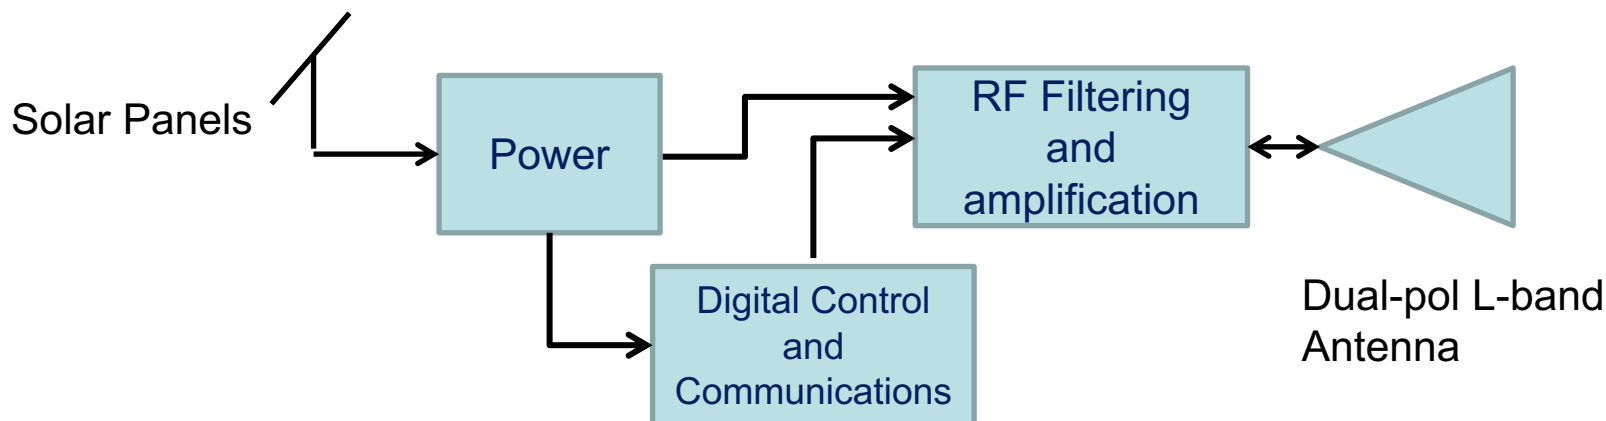 Solar Panels
Power
RF Filtering
and
amplification
Digital Control
and
Communications
Dual-pol L-band
Antenna